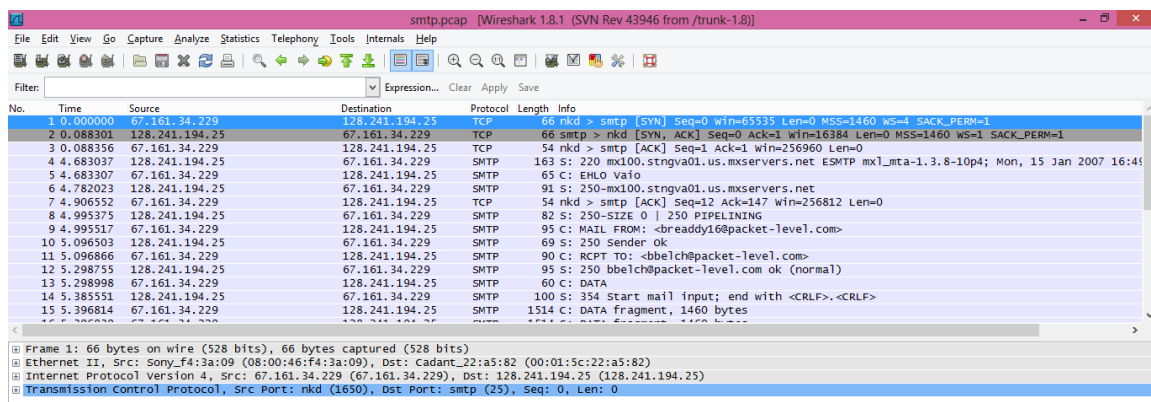 smtp.pcap [Wireshark 1.8.1 (SVN Rev 43946 from /trunk-1.8)]
File Edit View Go Capture Analyze Statistics Telephony Tools Internals Help
Filter: Expression... Clear Apply Save
No. Time Source Destination Protocol Length Info
1 0.000000 67.161.34.229 128.241.194.25 TCP 66 nkd > smtp [SYN] Seq=0 Win=65535 Len=0 MSS=1460 WS=4 SACK_PERM=1
2 0.088301 128.241.194.25 67.161.34.229 TCP 66 smtp > nkd [SYN, ACK] Seq=0 Ack=1 Win=16384 Len=0 MSS=1460 WS=1 SACK_PERM=1
3 0.088356 67.161.34.229 128.241.194.25 TCP 54 nkd > smtp [ACK] Seq=1 Ack=1 Win=256960 Len=0
4 4.683037 128.241.194.25 67.161.34.229 SMTP 163 S: 220 mx100.stngva01.us.mxservers.net ESMTP mxl_mta-1.3.8-10p4; Mon, 15 Jan 2007 16:49
5 4.683307 67.161.34.229 128.241.194.25 SMTP 65 C: EHLO Vaio
6 4.782023 128.241.194.25 67.161.34.229 SMTP 91 S: 250-mx100.stngva01.us.mxservers.net
7 4.906552 67.161.34.229 128.241.194.25 TCP 54 nkd > smtp [ACK] Seq=12 Ack=147 Win=256812 Len=0
8 4.995375 128.241.194.25 67.161.34.229 SMTP 82 S: 250-SIZE 0 | 250 PIPELINING
9 4.995517 67.161.34.229 128.241.194.25 SMTP 95 C: MAIL FROM: <breaddy16@packet-level.com>
10 5.096503 128.241.194.25 67.161.34.229 SMTP 69 S: 250 Sender Ok
11 5.096866 67.161.34.229 128.241.194.25 SMTP 90 C: RCPT TO: <bbelch@packet-level.com>
12 5.298755 128.241.194.25 67.161.34.229 SMTP 95 S: 250 bbelch@packet-level.com ok (normal)
13 5.298998 67.161.34.229 128.241.194.25 SMTP 60 C: DATA
14 5.385551 128.241.194.25 67.161.34.229 SMTP 100 S: 354 Start mail input; end with <CRLF>.<CRLF>
15 5.396814 67.161.34.229 128.241.194.25 SMTP 1514 C: DATA fragment, 1460 bytes
Frame 1: 66 bytes on wire (528 bits), 66 bytes captured (528 bits)
Ethernet II, Src: Sony_f4:3a:09 (08:00:46:f4:3a:09), Dst: Cadant_22:a5:82 (00:01:5c:22:a5:82)
Internet Protocol Version 4, Src: 67.161.34.229 (67.161.34.229), Dst: 128.241.194.25 (128.241.194.25)
Transmission Control Protocol, Src Port: nkd (1650), Dst Port: smtp (25), Seq: 0, Len: 0